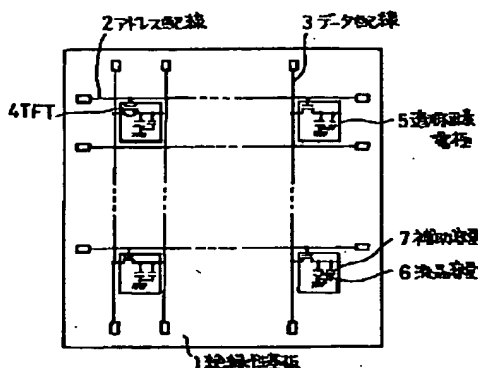 2アドレス配線
3データ配線
4TFT
5透明画素
電極
7補助容量
6液晶容量
1絶縁性基板